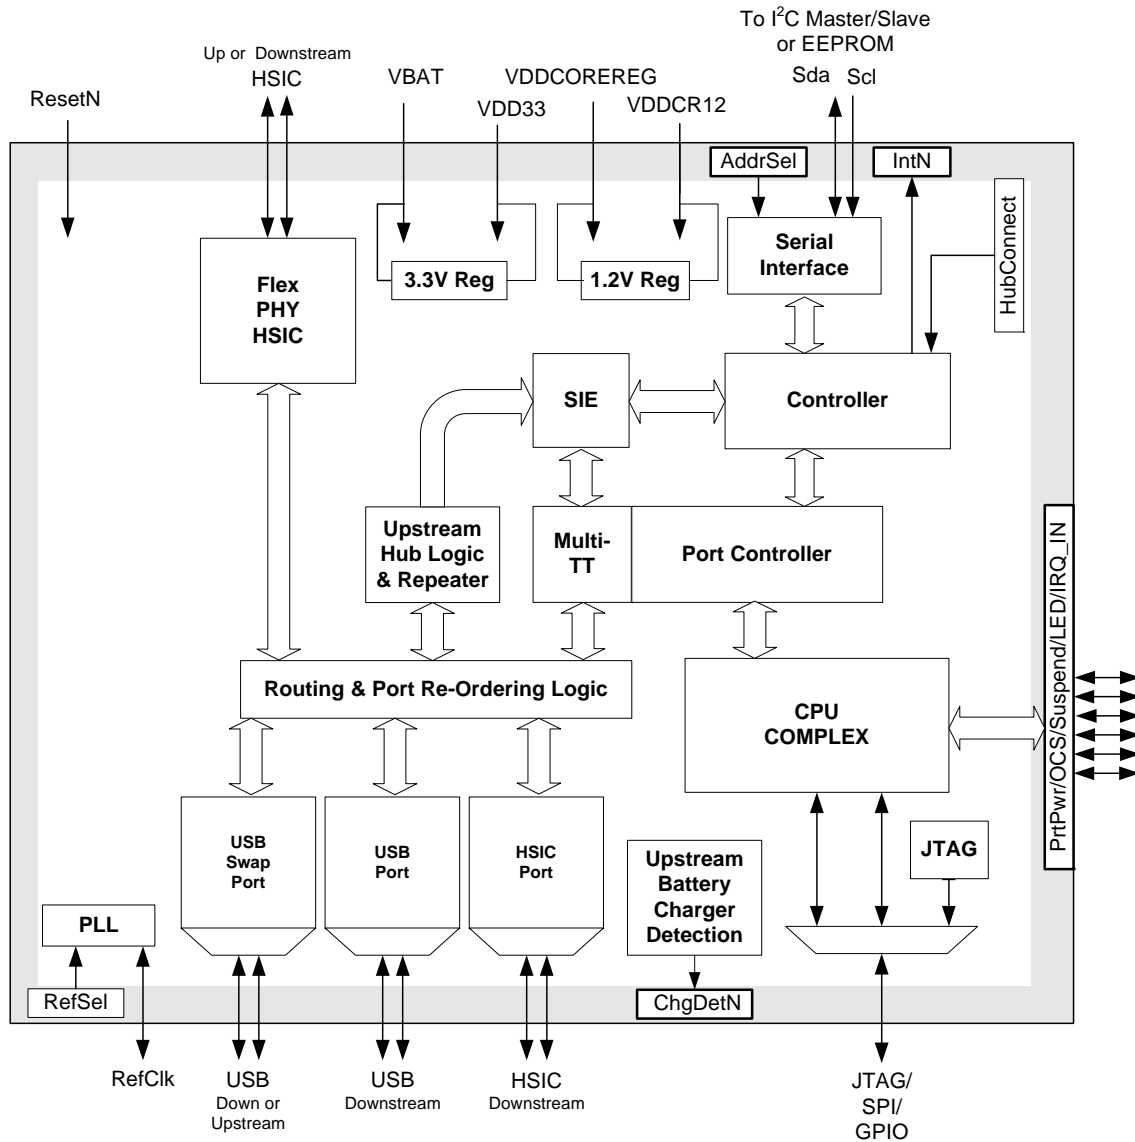 To I²C Master/Slave
or EEPROM
Up or Downstream
HSIC
VBAT
VDDCOREREG
Sda
Scl
ResetN
VDD33
VDDCR12
AddrSel
IntN
HubConnect
Serial
Interface
3.3V Reg
1.2V Reg
Flex
PHY
HSIC
SIE
Controller
Upstream
Hub Logic
& Repeater
Multi-
TT
Port Controller
PrtPwr/OCS/Suspend/LED/IRQ_IN
Routing & Port Re-Ordering Logic
CPU
COMPLEX
USB
Swap
Port
USB
Port
HSIC
Port
Upstream
Battery
Charger
Detection
JTAG
PLL
RefSel
ChgDetN
RefClk
USB
Down or
Upstream
USB
Downstream
HSIC
Downstream
JTAG/
SPI/
GPIO